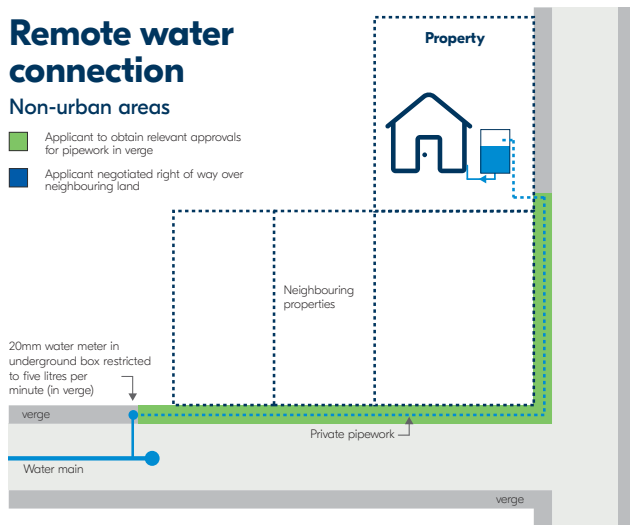 Remote water
connection
Non-urban areas
Applicant to obtain relevant approvals
for pipework in verge
Applicant negotiated right of way over
neighbouring land
Property
Neighbouring
properties
20mm water meter in
underground box restricted
to five litres per
minute (in verge)
verge
Private pipework
Water main
verge